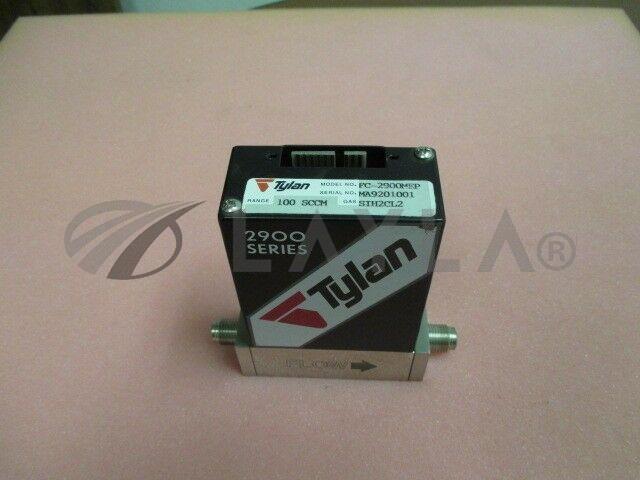 Tylan MODEL NO. FC-2900MEP
SERIAL NO. MA9201001
RANGE 100 SCCM GAS SIH2CL2
2900
SERIES
LAYLA®
Tylan
FLOW